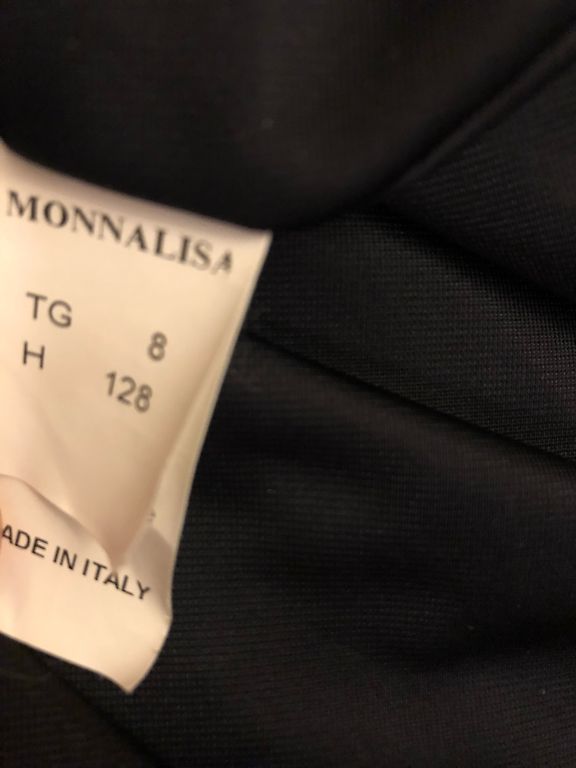 MONNALISA
TG 8
H 128
ADE IN ITALY